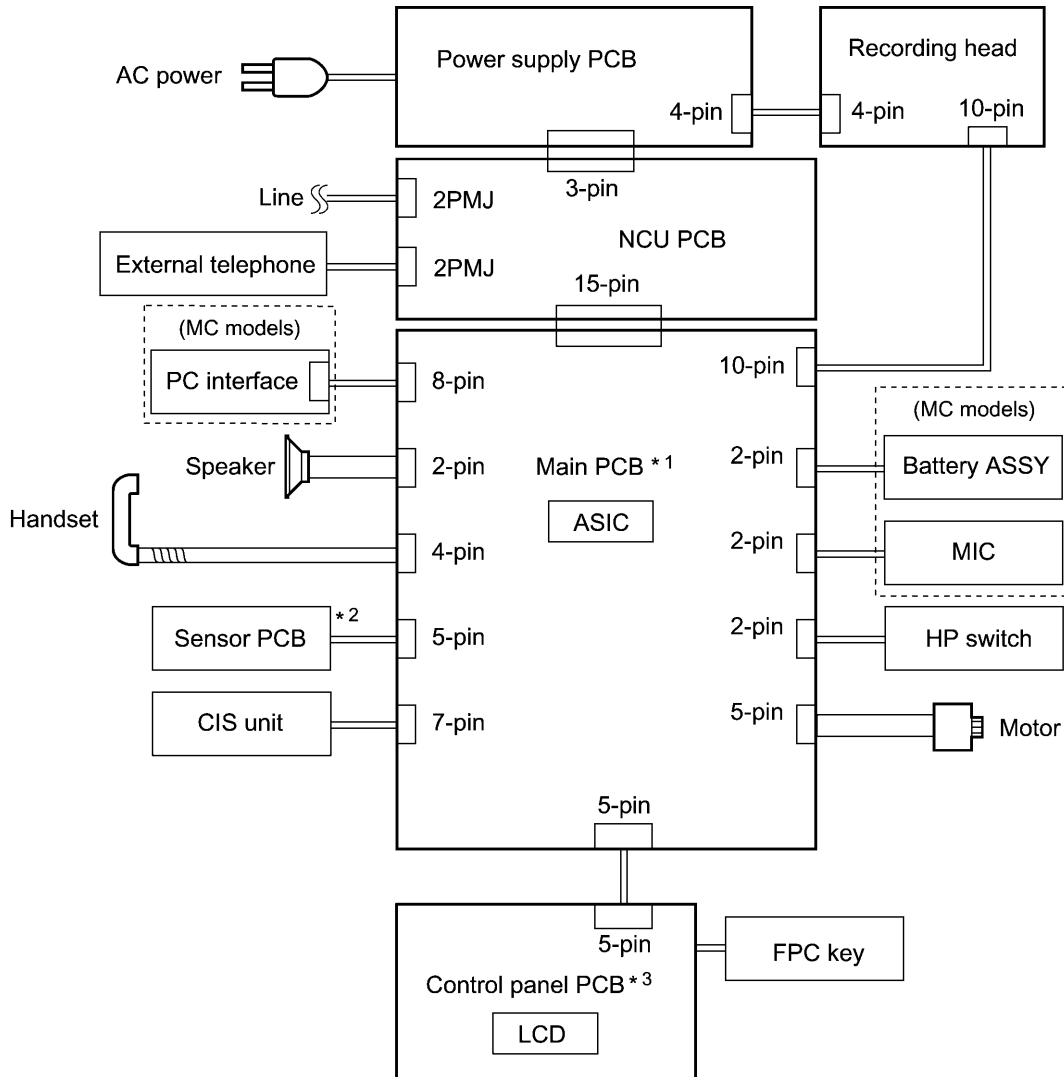 Power supply PCB
Recording head
AC power
4-pin
4-pin
10-pin
3-pin
Line
2PMJ
NCU PCB
External telephone
2PMJ
15-pin
(MC models)
PC interface
8-pin
10-pin
(MC models)
Speaker
2-pin
Main PCB *1
2-pin
Battery ASSY
Handset
ASIC
4-pin
2-pin
MIC
Sensor PCB
*2
5-pin
2-pin
HP switch
CIS unit
7-pin
5-pin
Motor
5-pin
5-pin
FPC key
Control panel PCB*3
LCD